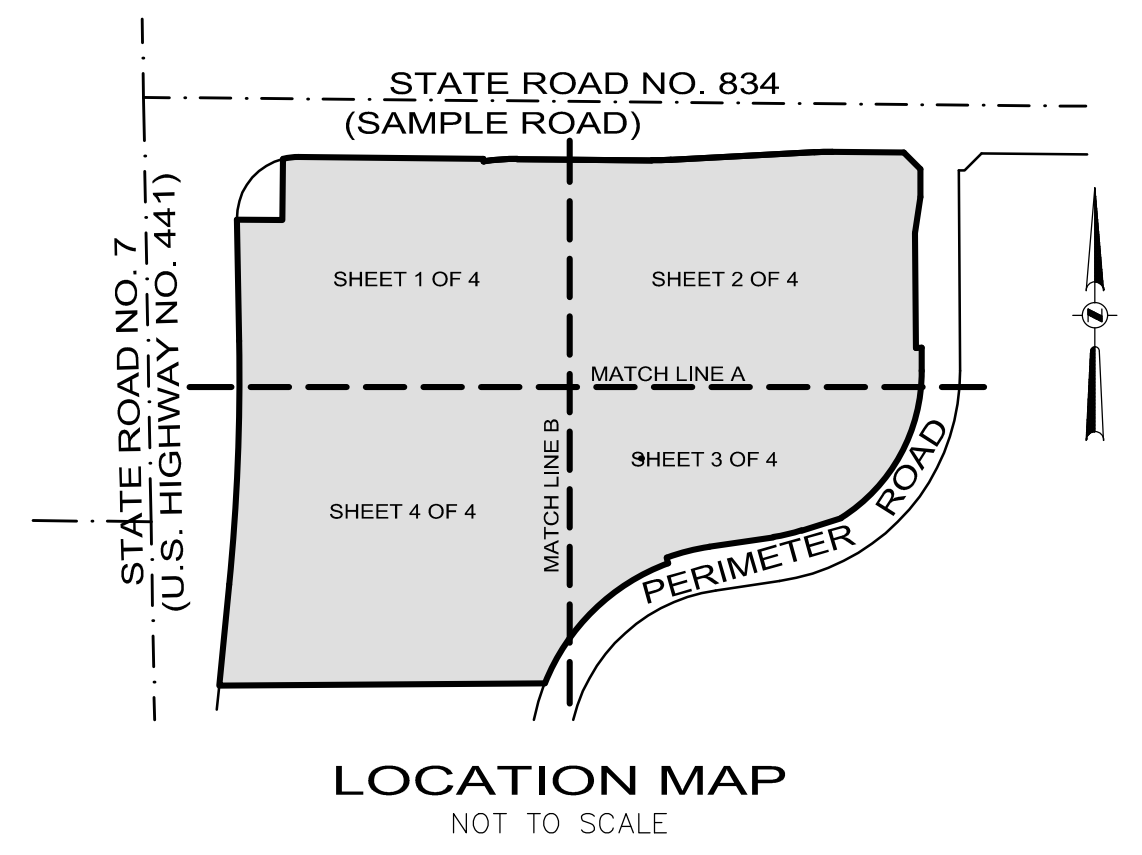 STATE ROAD NO. 834
(SAMPLE ROAD)
STATE ROAD NO. 7
(U.S. HIGHWAY NO. 441)
SHEET 1 OF 4
SHEET 2 OF 4
MATCH LINE A
MATCH LINE B
SHEET 3 OF 4
SHEET 4 OF 4
PERIMETER ROAD
Z
LOCATION MAP
NOT TO SCALE